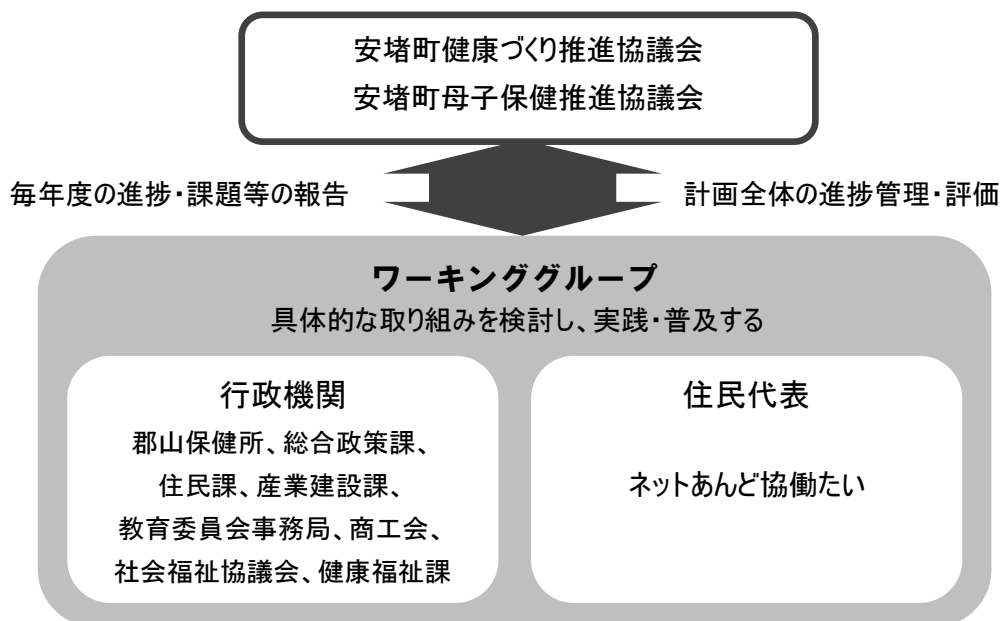 安堵町健康づくり推進協議会
安堵町母子保健推進協議会
毎年度の進捗・課題等の報告
計画全体の進捗管理・評価
ワーキンググループ
具体的な取り組みを検討し、実践・普及する
行政機関
郡山保健所、総合政策課、
住民課、産業建設課、
教育委員会事務局、商工会、
社会福祉協議会、健康福祉課
住民代表
ネットあんど協働たい